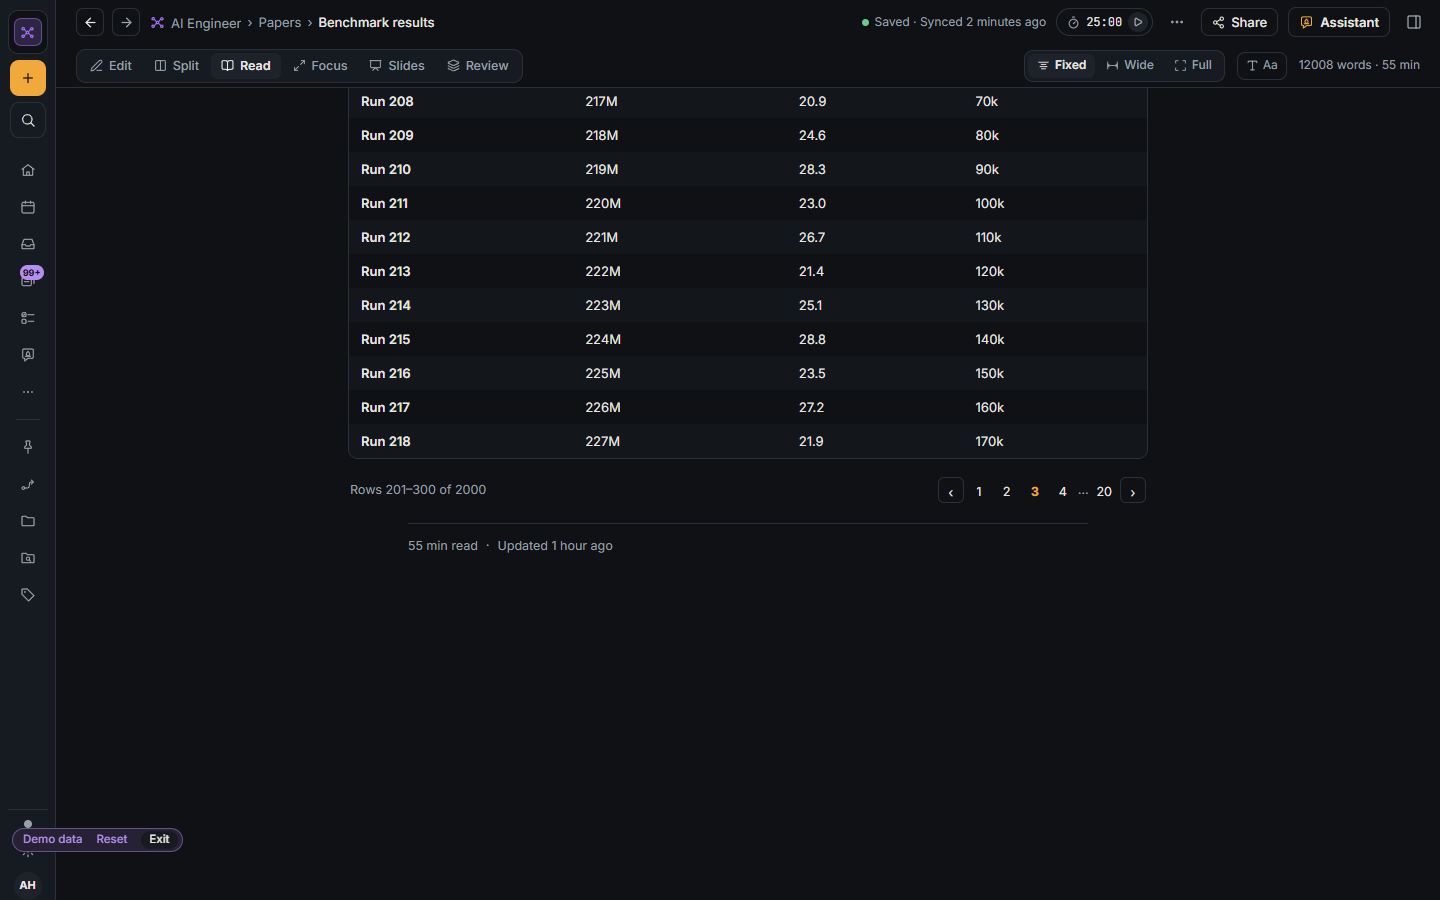 AI Engineer › Papers › Benchmark results
Saved · Synced 2 minutes ago
25:00
Share
Assistant
Edit
Split
Read
Focus
Slides
Review
Fixed
Wide
Full
Aa
12008 words · 55 min
99+
Run 208 217M 20.9 70k
Run 209 218M 24.6 80k
Run 210 219M 28.3 90k
Run 211 220M 23.0 100k
Run 212 221M 26.7 110k
Run 213 222M 21.4 120k
Run 214 223M 25.1 130k
Run 215 224M 28.8 140k
Run 216 225M 23.5 150k
Run 217 226M 27.2 160k
Run 218 227M 21.9 170k
Rows 201–300 of 2000
‹ 1 2 3 4 ... 20 ›
55 min read · Updated 1 hour ago
Demo data Reset Exit
AH